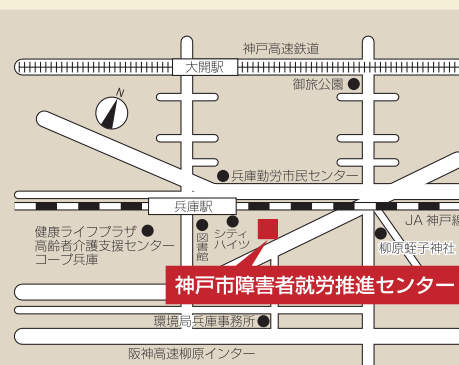 神戸高速鉄道
大開駅
御旅公園
N
兵庫勤労市民センター
兵庫駅
JA 神戸線
健康ライフプラザ
高齢者介護支援センター
コープ兵庫
図書館
シティ
ハイツ
柳原蛭子神社
神戸市障害者就労推進センター
環境局兵庫事務所
阪神高速柳原インター